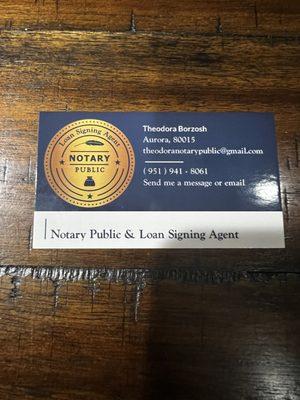 Loan Signing Agent
NOTARY
PUBLIC
Theodora Borzosh
Aurora, 80015
theodoranotarypublic@gmail.com
( 951 ) 941 - 8061
Send me a message or email
Notary Public & Loan Signing Agent